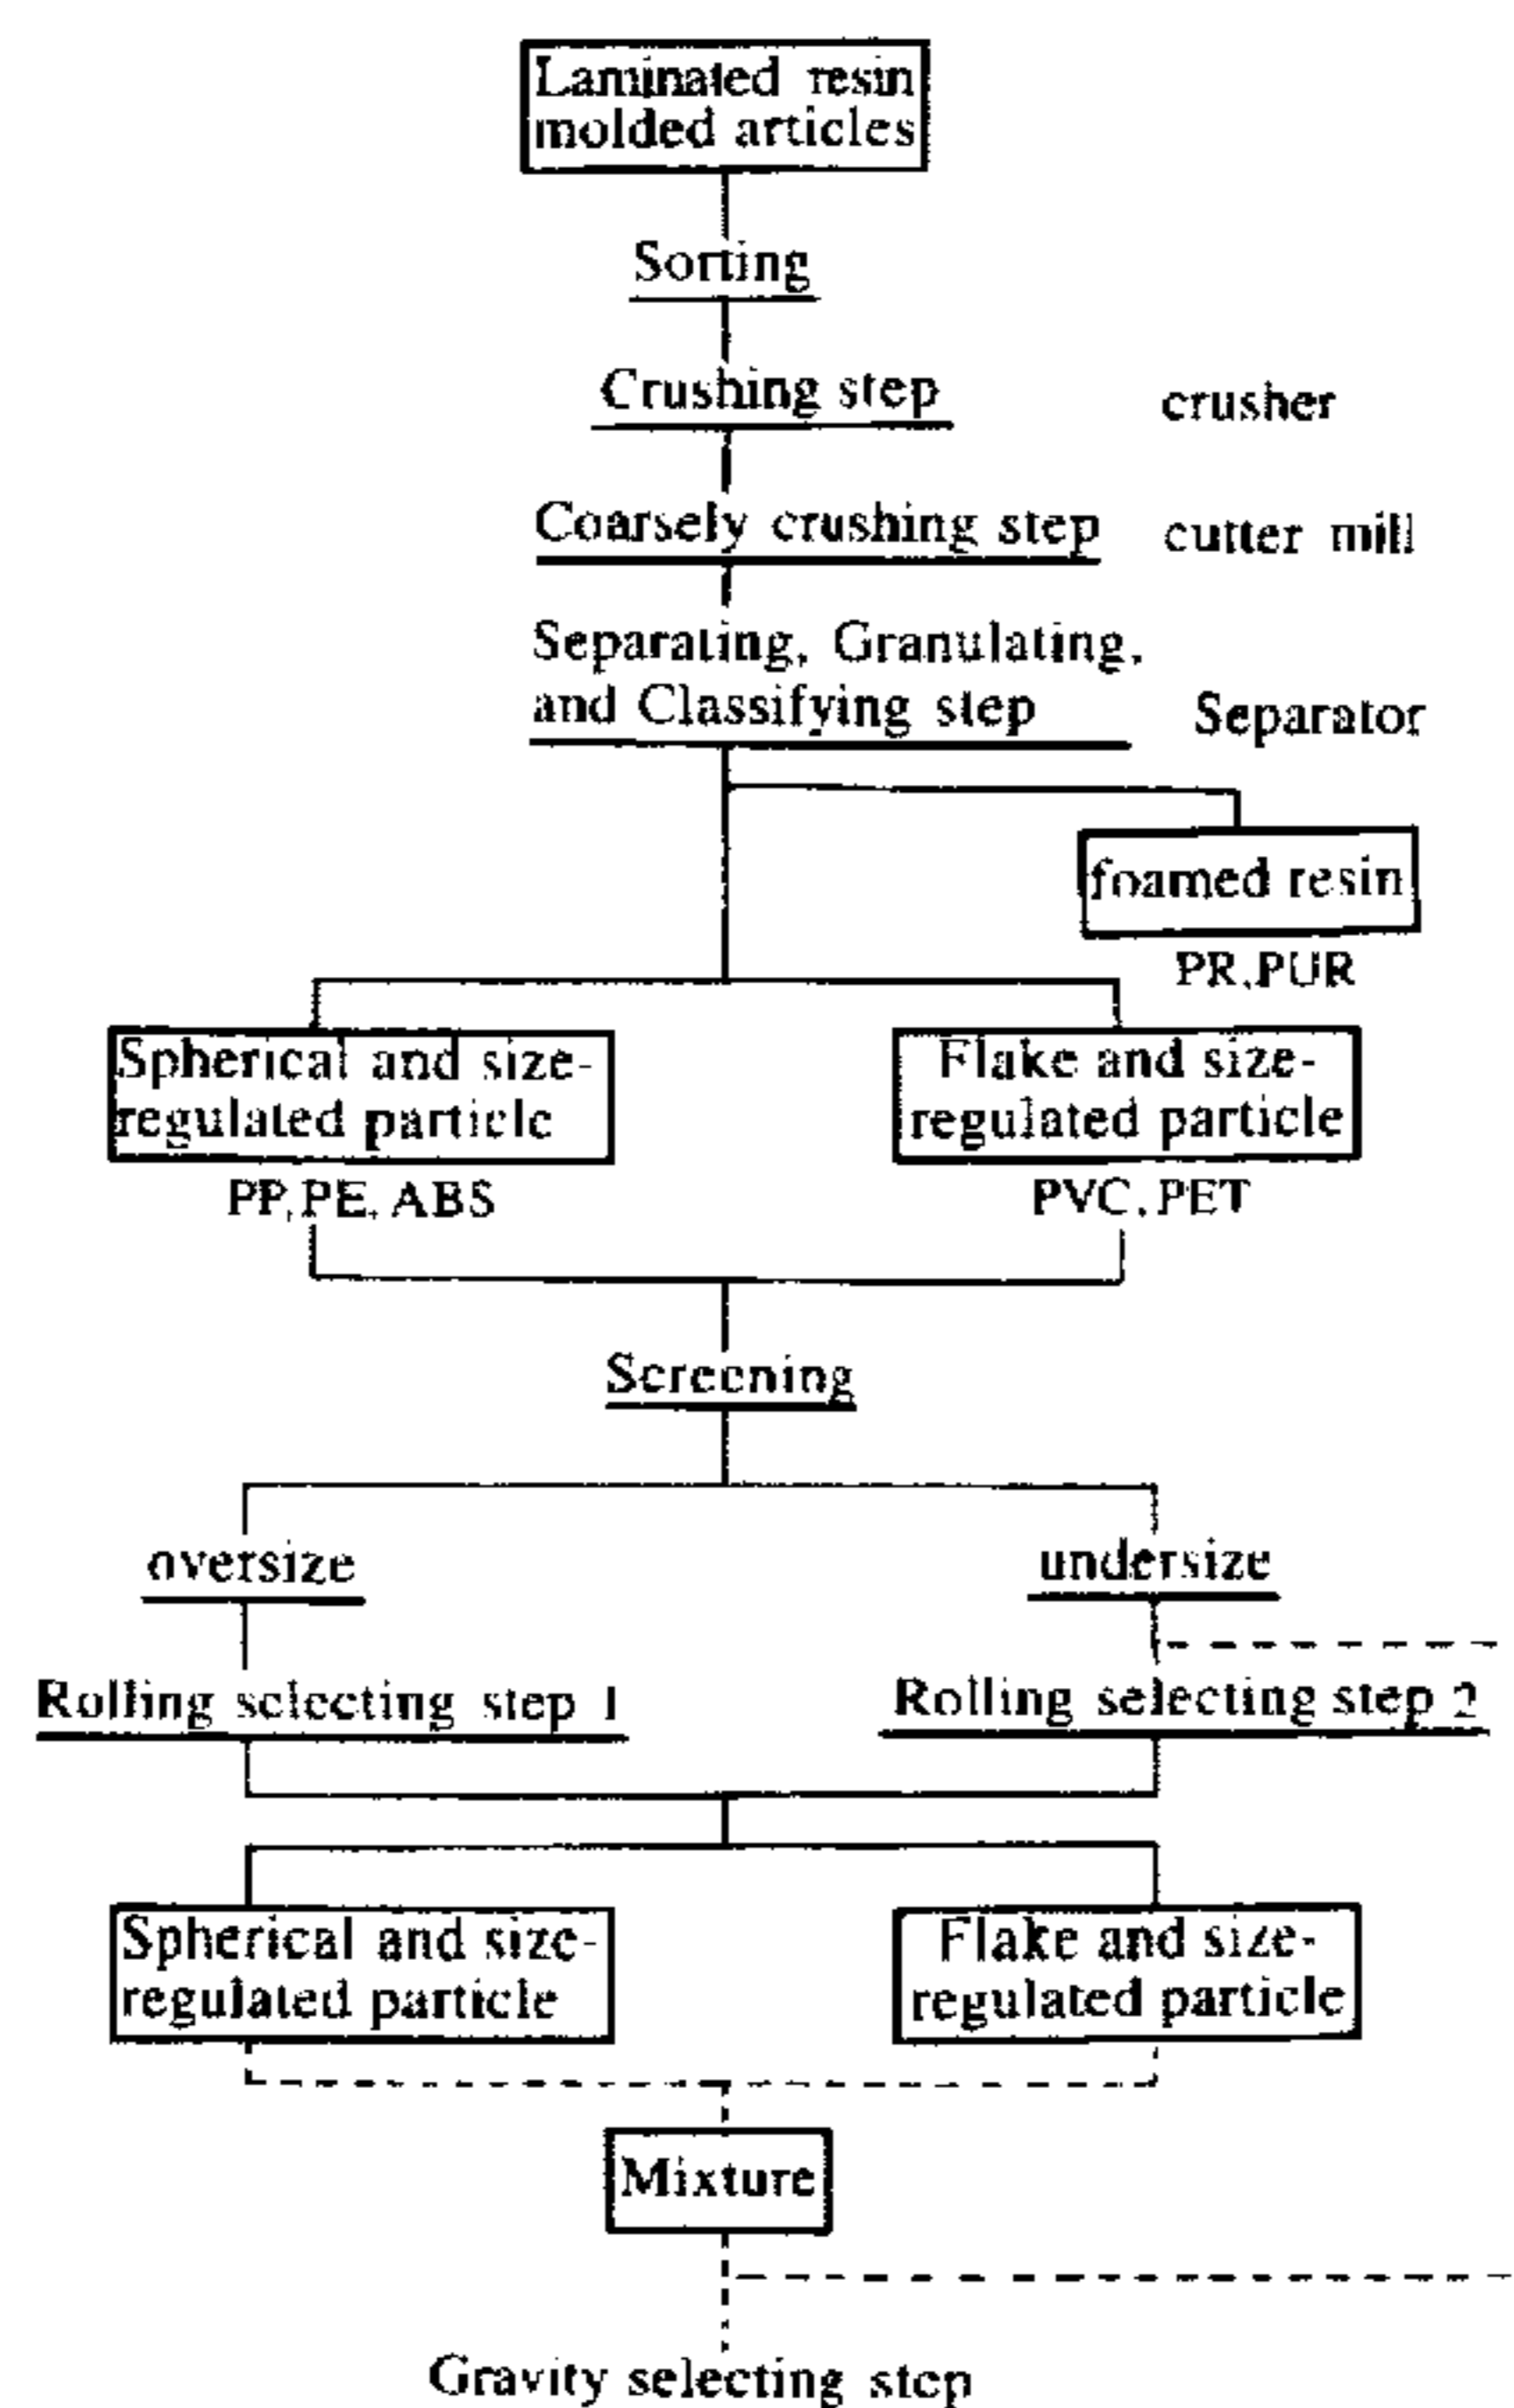 Laminated resin
molded articles
Sorting
Crushing step
crusher
Coarsely crushing step
cutter mill
Separating, Granulating,
and Classifying step
Separator
foamed resin
PR,PUR
Spherical and size-
regulated particle
PP,PE,ABS
Flake and size-
regulated particle
PVC,PET
Screening
oversize
undersize
Rolling selecting step 1
Rolling selecting step 2
Spherical and size-
regulated particle
Flake and size-
regulated particle
Mixture
Gravity selecting step